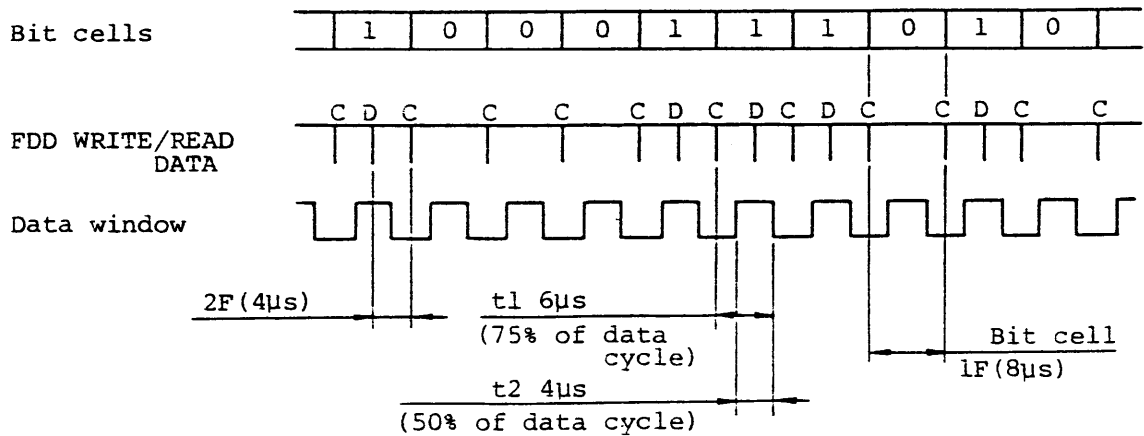 Bit cells 1 0 0 0 1 1 1 0 1 0
C D C C C C D C D C D C C D C C
FDD WRITE/READ
DATA
Data window
2F(4μs)
t1 6μs
(75% of data
cycle)
Bit cell
1F(8μs)
t2 4μs
(50% of data cycle)